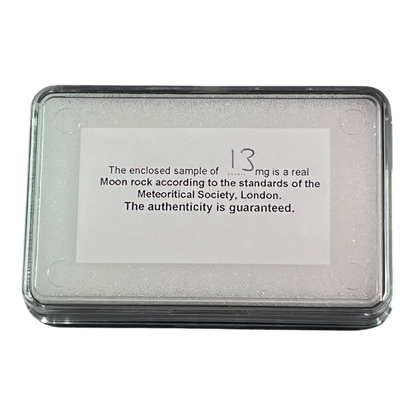 The enclosed sample of 13 mg is a real
Moon rock according to the standards of the
Meteoritical Society, London.
The authenticity is guaranteed.